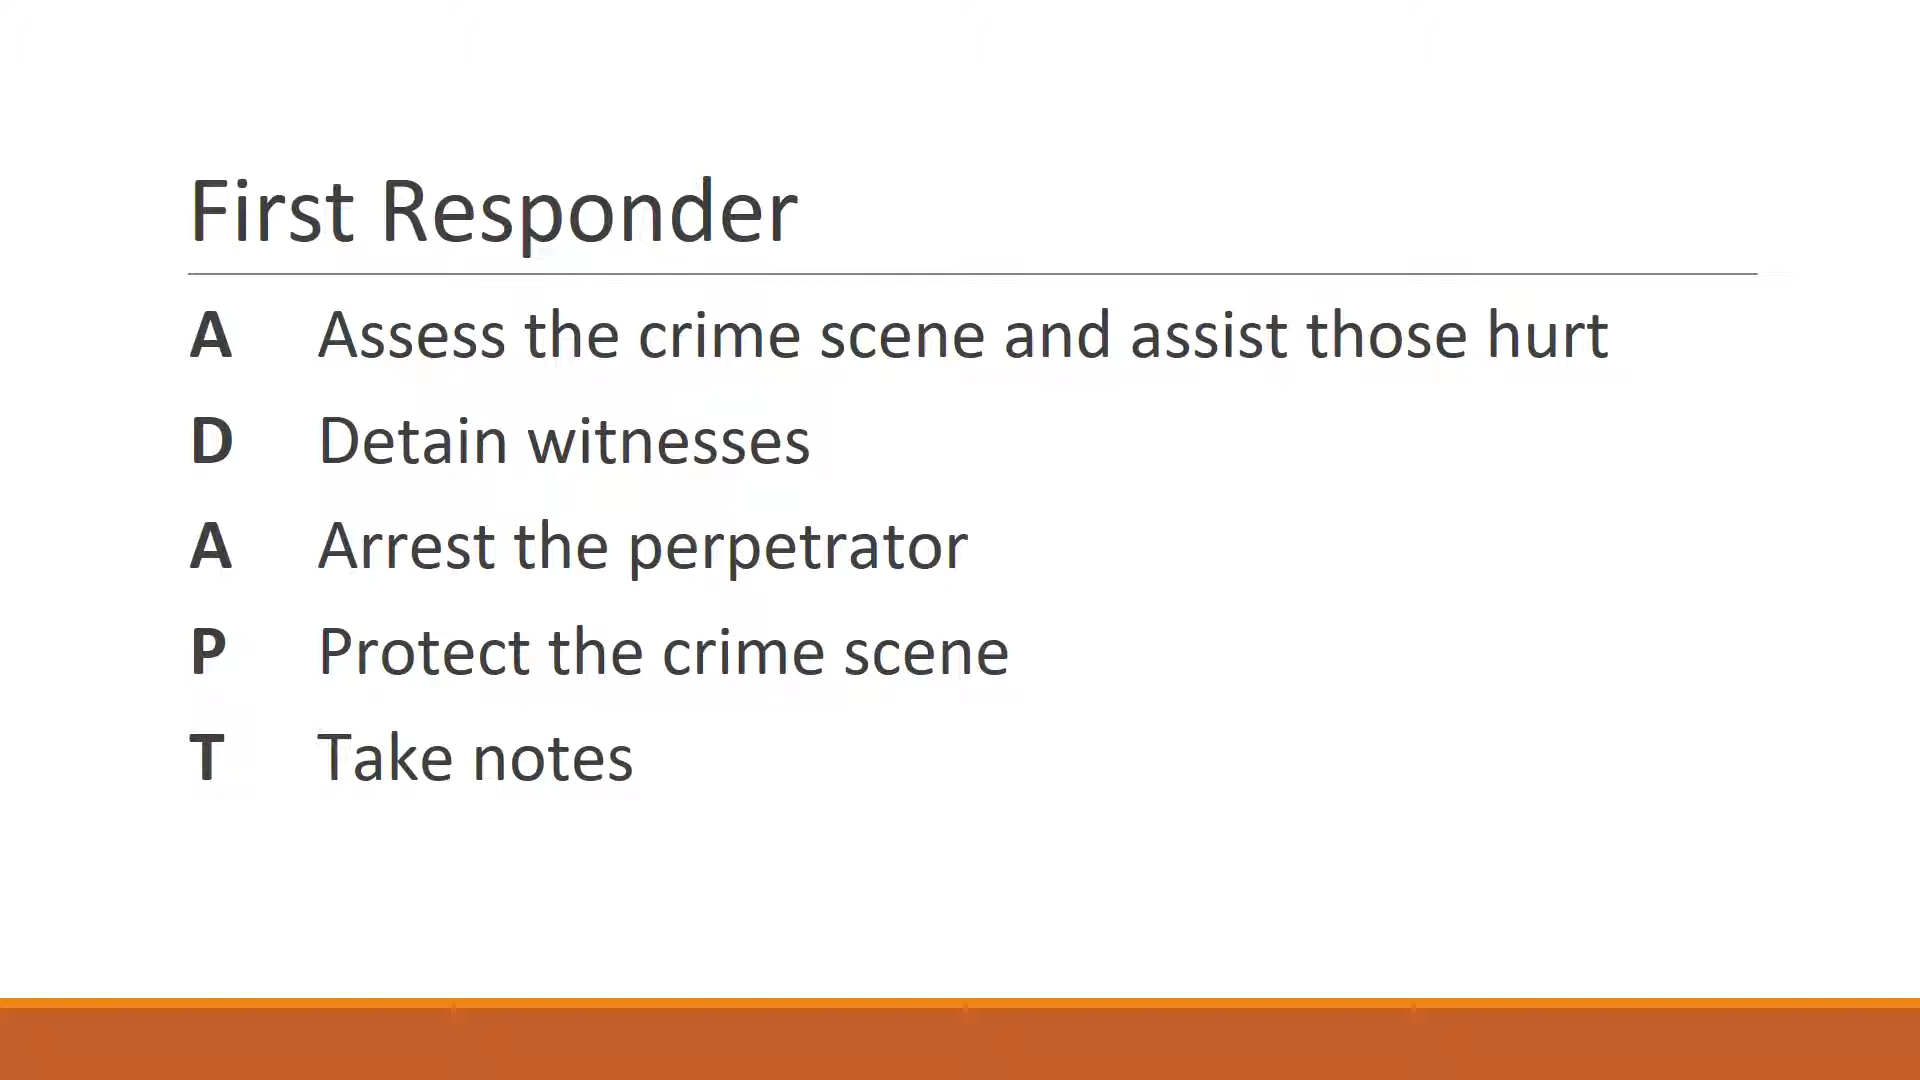 First Responder
A Assess the crime scene and assist those hurt
D Detain witnesses
A Arrest the perpetrator
P Protect the crime scene
T Take notes